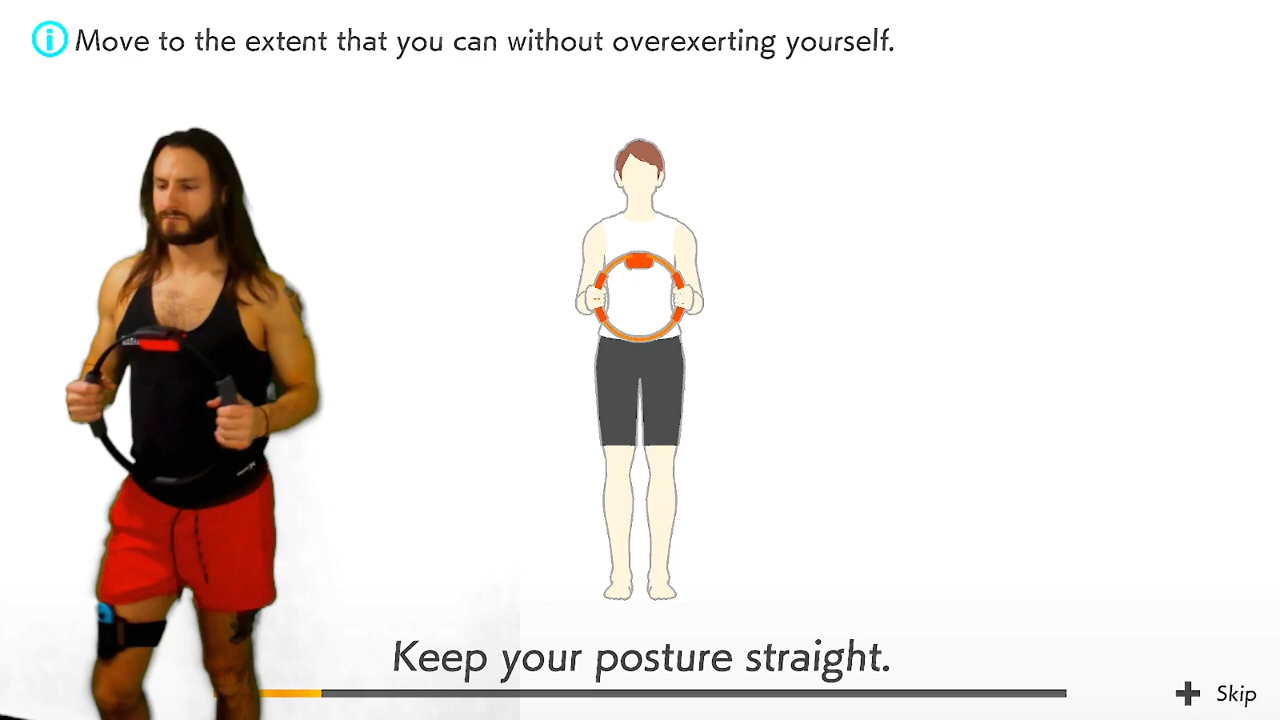 Move to the extent that you can without overexerting yourself.
Keep your posture straight.
Skip